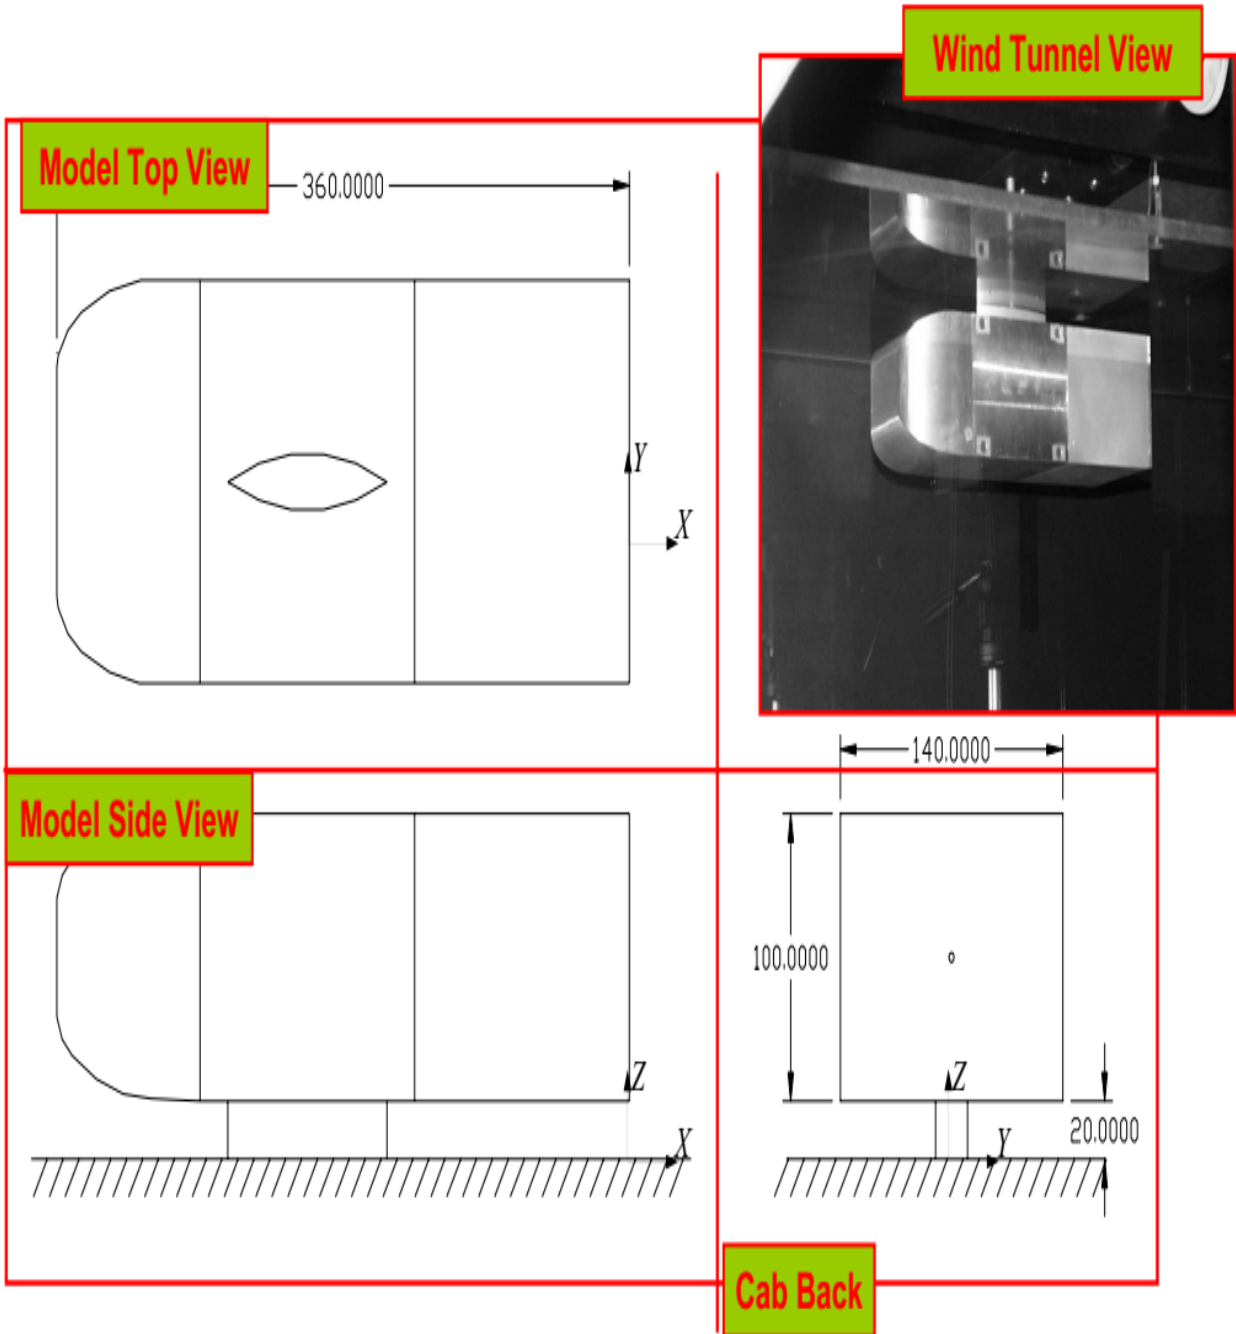 Wind Tunnel View
Model Top View
360.0000
Y
X
140.0000
Model Side View
100.0000
Z
X
Z
Y
20.0000
Cab Back